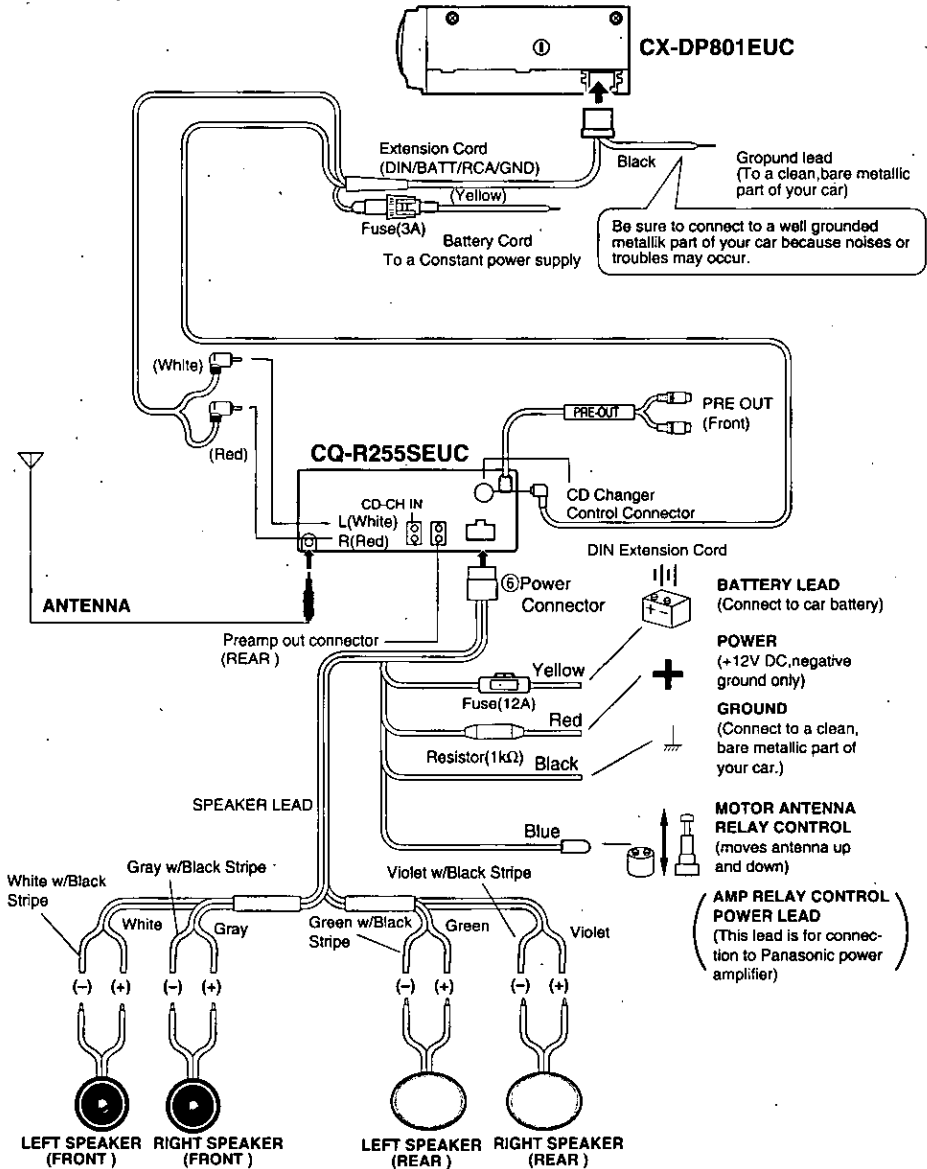 CX-DP801EUC
Extension Cord
(DIN/BATT/RCA/GND)
Black
Gropund lead
(To a clean,bare metallic
part of your car)
(Yellow)
Fuse(3A)
Battery Cord
To a Constant power supply
Be sure to connect to a well grounded
metallik part of your car because noises or
troubles may occur.
(White)
(Red)
PRE-OUT
PRE OUT
(Front)
CQ-R255SEUC
CD-CH IN
L(White)
R(Red)
CD Changer
Control Connector
DIN Extension Cord
ANTENNA
⑥Power
Connector
Preamp out connector
(REAR )
BATTERY LEAD
(Connect to car battery)
Yellow
Fuse(12A)
POWER
(+12V DC,negative
ground only)
Red
Resistor(1kΩ)
GROUND
(Connect to a clean,
bare metallic part of
your car.)
Black
SPEAKER LEAD
Blue
MOTOR ANTENNA
RELAY CONTROL
(moves antenna up
and down)
AMP RELAY CONTROL
POWER LEAD
(This lead is for connec-
tion to Panasonic power
amplifier)
White w/Black
Stripe
White
Gray w/Black Stripe
Gray
Green w/Black
Stripe
Green
Violet w/Black Stripe
Violet
(−) (+) (−) (+) (−) (+) (−) (+)
LEFT SPEAKER
(FRONT )
RIGHT SPEAKER
(FRONT )
LEFT SPEAKER
(REAR )
RIGHT SPEAKER
(REAR )